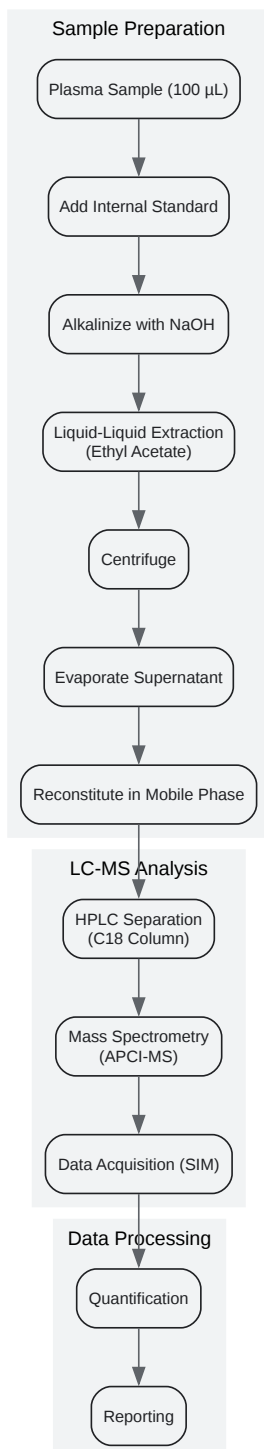 Sample Preparation
Plasma Sample (100 µL)
Add Internal Standard
Alkalinize with NaOH
Liquid-Liquid Extraction
(Ethyl Acetate)
Centrifuge
Evaporate Supernatant
Reconstitute in Mobile Phase
LC-MS Analysis
HPLC Separation
(C18 Column)
Mass Spectrometry
(APCI-MS)
Data Acquisition (SIM)
Data Processing
Quantification
Reporting